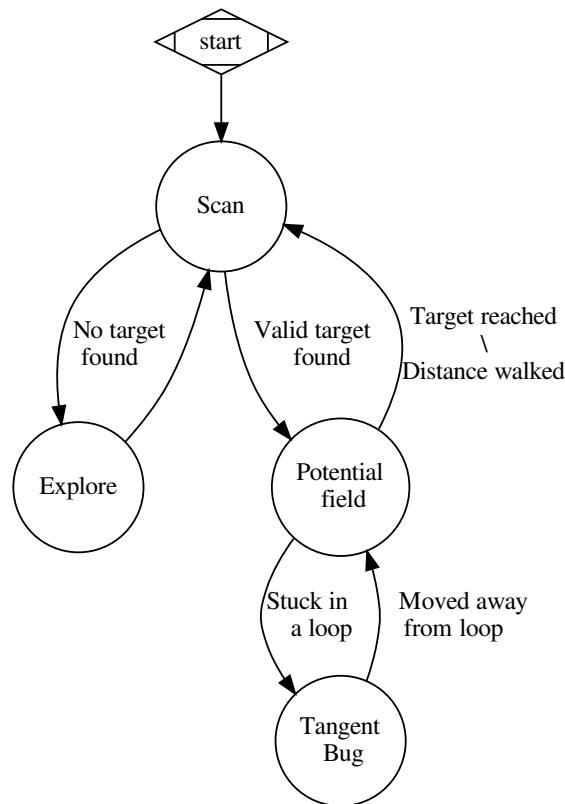 start
Scan
No target
found
Valid target
found
Target reached
\
Distance walked
Explore
Potential
field
Stuck in
a loop
Moved away
from loop
Tangent
Bug